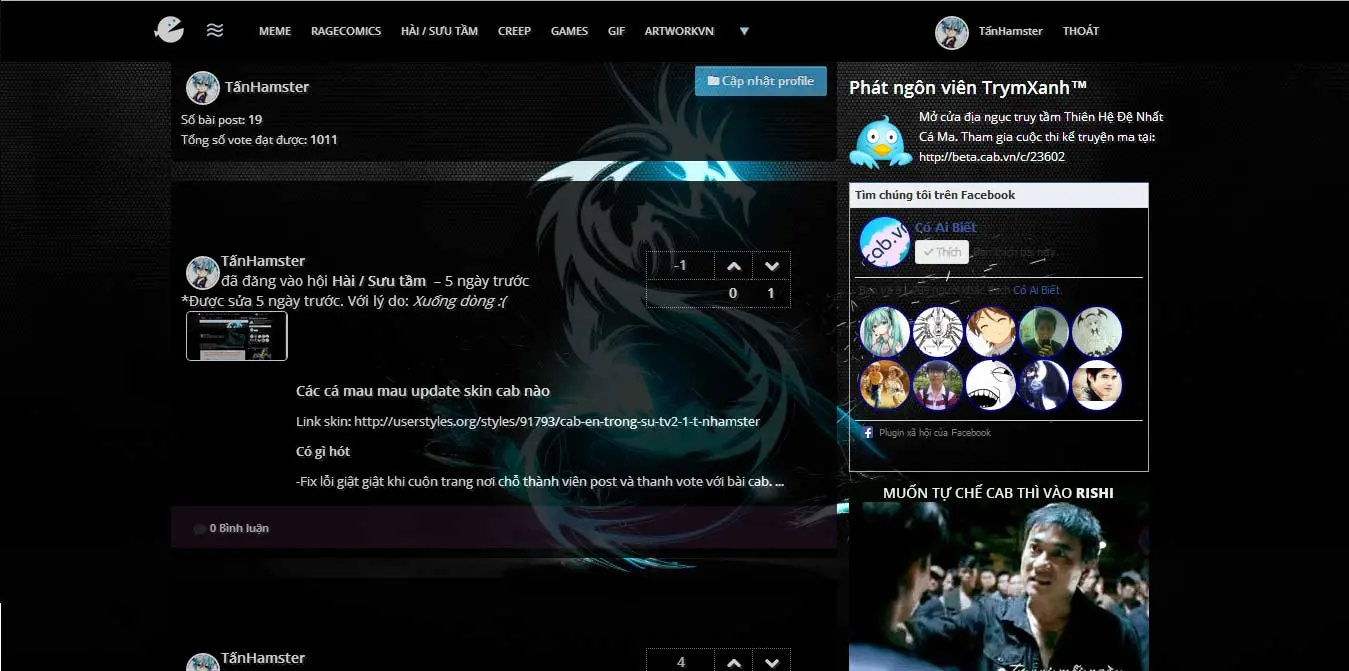 MEME RAGECOMICS HÀI / SƯU TẦM CREEP GAMES GIF ARTWORKVN ▼ TấnHamster THOÁT
TấnHamster
Cập nhật profile
Số bài post: 19
Tổng số vote đạt được: 1011
TấnHamster
đã đăng vào hội Hài / Sưu tầm – 5 ngày trước
*Được sửa 5 ngày trước. Với lý do: Xuống dòng :(
-1
0 1
Các cá mau mau update skin cab nào
Link skin: http://userstyles.org/styles/91793/cab-en-trong-su-tv2-1-t-nhamster
Có gì hót
-Fix lỗi giật giật khi cuộn trang nơi chỗ thành viên post và thanh vote với bài cab. ...
0 Bình luận
TấnHamster
4
Phát ngôn viên TrymXanh™
Mở cửa địa ngục truy tầm Thiên Hệ Đệ Nhất
Cá Ma. Tham gia cuộc thi kể truyện ma tại:
http://beta.cab.vn/c/23602
Tìm chúng tôi trên Facebook
cab.vn
Có Ai Biết
Thích
Có Ai Biết.
Plugin xã hội của Facebook
MUỐN TỰ CHẾ CAB THÌ VÀO RISHI